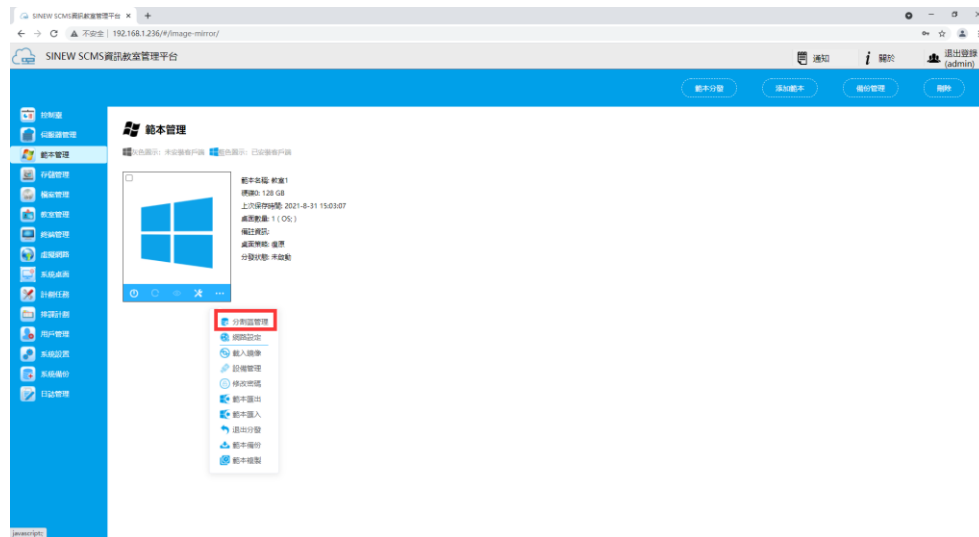 SINEW SCMS資訊教室管理平台
不安全 | 192.168.1.236/#/image-mirror/
SINEW SCMS資訊教室管理平台
通知
關於
退出登錄
(admin)
範本分發
添加範本
備份管理
刪除
控制臺
伺服器管理
範本管理
存儲管理
教室管理
終端管理
虛擬網路
系統桌面
計劃任務
排課計劃
用戶管理
系統設置
系統備份
日誌管理
範本管理
灰色圖示: 未安裝客戶端 藍色圖示: 已安裝客戶端
範本名稱: 教室1
硬碟0: 128 GB
上次保存時間: 2021-8-31 15:03:07
桌面數量: 1 ( OS; )
備註資訊:
桌面策略: 還原
分發狀態: 未啟動
分割區管理
網路設定
載入鏡像
設備管理
修改密碼
範本匯出
範本匯入
退出分發
範本備份
範本複製
javascript: